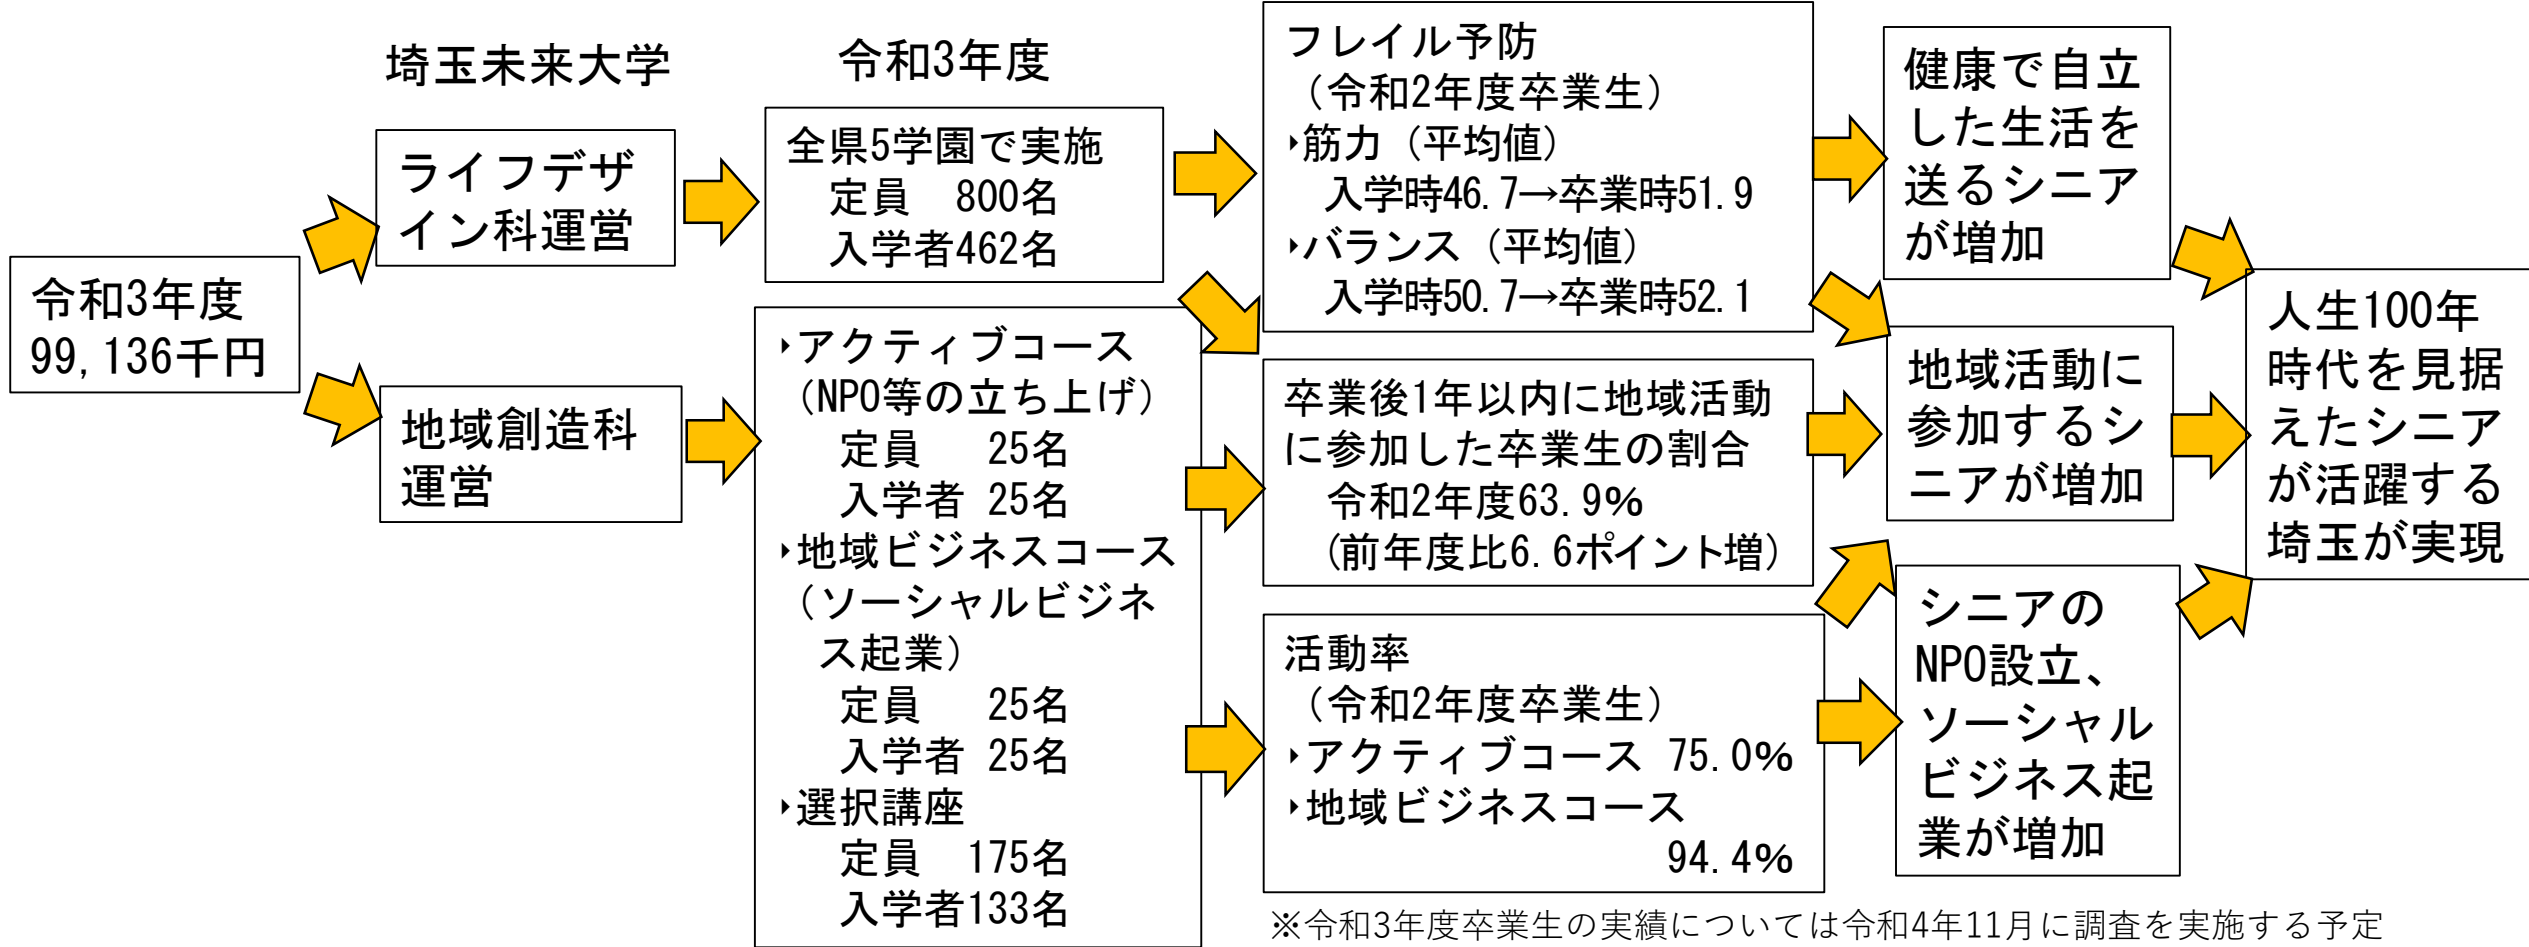 令和3年度
99,136千円
埼玉未来大学
ライフデザ
イン科運営
地域創造科
運営
令和3年度
全県5学園で実施
定員 800名
入学者462名
‣アクティブコース
(NPO等の立ち上げ)
定員 25名
入学者 25名
‣地域ビジネスコース
(ソーシャルビジネ
ス起業)
定員 25名
入学者 25名
‣選択講座
定員 175名
入学者133名
フレイル予防
(令和2年度卒業生)
‣筋力(平均値)
入学時46.7→卒業時51.9
‣バランス(平均値)
入学時50.7→卒業時52.1
卒業後1年以内に地域活動
に参加した卒業生の割合
令和2年度63.9%
(前年度比6.6ポイント増)
活動率
(令和2年度卒業生)
‣アクティブコース 75.0%
‣地域ビジネスコース
94.4%
健康で自立
した生活を
送るシニア
が増加
地域活動に
参加するシ
ニアが増加
シニアの
NPO設立、
ソーシャル
ビジネス起
業が増加
人生100年
時代を見据
えたシニア
が活躍する
埼玉が実現
※令和3年度卒業生の実績については令和4年11月に調査を実施する予定